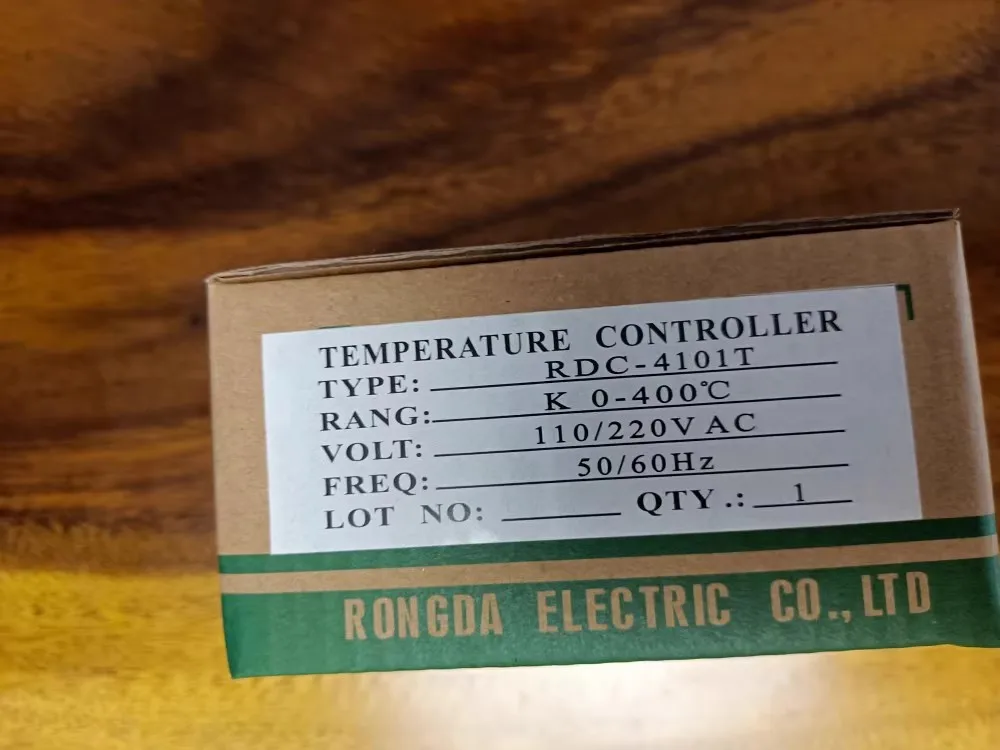 TEMPERATURE CONTROLLER
TYPE: RDC-4101T
RANG: K 0-400℃
VOLT: 110/220V AC
FREQ: 50/60Hz
LOT NO: QTY.: 1
RONGDA ELECTRIC CO.,LTD